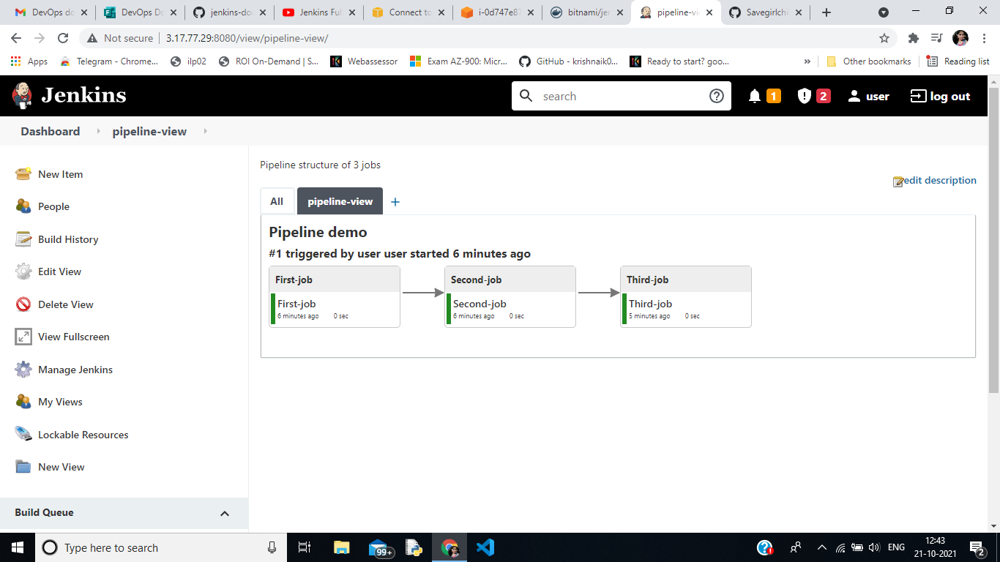 DevOps do
DevOps Do
jenkins-do
Jenkins Ful
Connect to
i-0d747e87
bitnami/jer
pipeline-vi
Savegirlchi
Not secure
3.17.77.29:8080/view/pipeline-view/
Apps
Telegram - Chrome...
ilp02
ROI On-Demand | S...
Webassessor
Exam AZ-900: Micr...
GitHub - krishnaik0...
Ready to start? goo...
»
Other bookmarks
Reading list
Jenkins
search
1
2
user
log out
Dashboard
pipeline-view
New Item
People
Build History
Edit View
Delete View
View Fullscreen
Manage Jenkins
My Views
Lockable Resources
New View
Build Queue
Pipeline structure of 3 jobs
edit description
All
pipeline-view
+
Pipeline demo
#1 triggered by user user started 6 minutes ago
First-job
First-job
6 minutes ago 0 sec
Second-job
Second-job
6 minutes ago 0 sec
Third-job
Third-job
5 minutes ago 0 sec
Type here to search
99+
ENG
12:43
21-10-2021
2